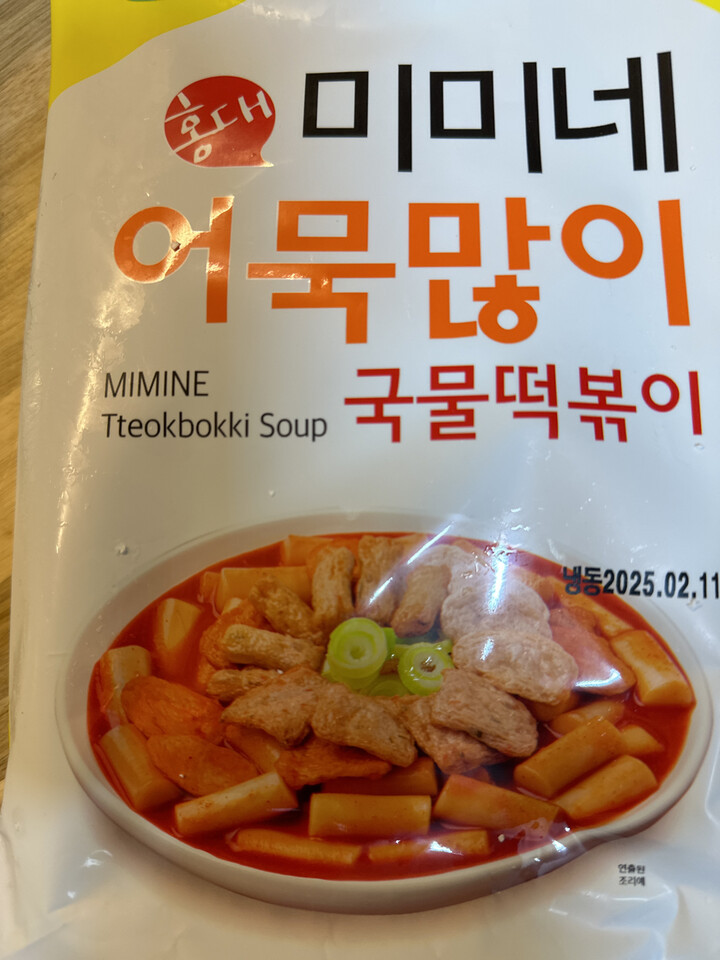 홍대
미미네
어묵많이
MIMINE
Tteokbokki Soup
국물떡볶이
냉동2025.02.11
연출된
조리예